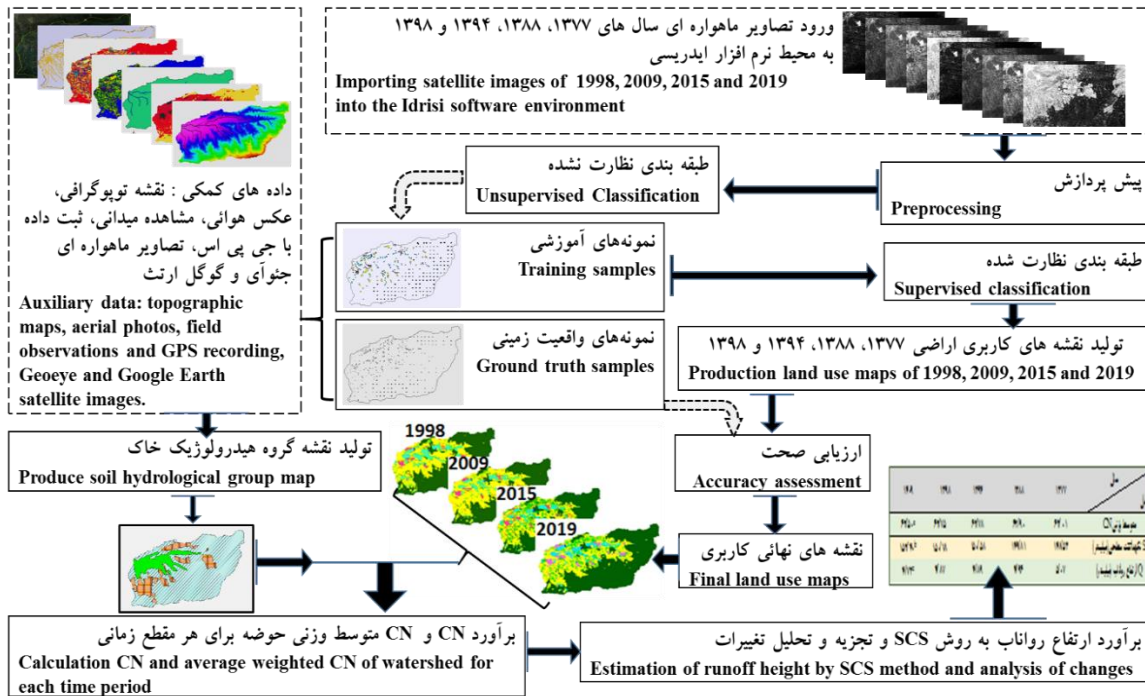 ورود تصاویر ماهواره ای سال های ۱۳۷۷، ۱۳۸۸، ۱۳۹۴ و ۱۳۹۸
به محیط نرم افزار ایدریسی
Importing satellite images of 1998, 2009, 2015 and 2019
into the Idrisi software environment
پیش پردازش
Preprocessing
طبقه بندی نظارت نشده
Unsupervised Classification
داده های کمکی : نقشه توپوگرافی،
عکس هوائی، مشاهده میدانی، ثبت داده
با جی پی اس، تصاویر ماهواره ای
جئوآی و گوگل ارتث
Auxiliary data: topographic
maps, aerial photos, field
observations and GPS recording,
Geoeye and Google Earth
satellite images.
نمونه‌های آموزشی
Training samples
طبقه بندی نظارت شده
Supervised classification
نمونه‌های واقعیت زمینی
Ground truth samples
تولید نقشه های کاربری اراضی ۱۳۷۷، ۱۳۸۸، ۱۳۹۴ و ۱۳۹۸
Production land use maps of 1998, 2009, 2015 and 2019
تولید نقشه گروه هیدرولوژیک خاک
Produce soil hydrological group map
1998
2009
2015
2019
ارزیابی صحت
Accuracy assessment
نقشه های نهائی کاربری
Final land use maps
سال
۱۳۷۷ ۱۳۸۸ ۱۳۹۴ ۱۳۹۸
برآورد CN و CN متوسط وزنی حوضه برای هر مقطع زمانی
Calculation CN and average weighted CN of watershed for
each time period
برآورد ارتفاع رواناب به روش SCS و تجزیه و تحلیل تغییرات
Estimation of runoff height by SCS method and analysis of changes